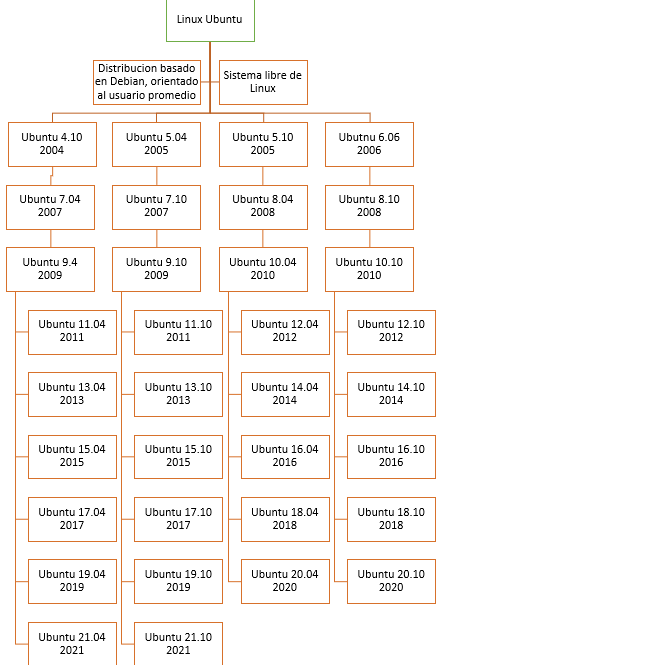 Linux Ubuntu
Distribucion basado
en Debian, orientado
al usuario promedio
Sistema libre de
Linux
Ubuntu 4.10
2004
Ubuntu 5.04
2005
Ubuntu 5.10
2005
Ubutnu 6.06
2006
Ubuntu 7.04
2007
Ubuntu 7.10
2007
Ubuntu 8.04
2008
Ubuntu 8.10
2008
Ubuntu 9.4
2009
Ubuntu 9.10
2009
Ubuntu 10.04
2010
Ubuntu 10.10
2010
Ubuntu 11.04
2011
Ubuntu 11.10
2011
Ubuntu 12.04
2012
Ubuntu 12.10
2012
Ubuntu 13.04
2013
Ubuntu 13.10
2013
Ubuntu 14.04
2014
Ubuntu 14.10
2014
Ubuntu 15.04
2015
Ubuntu 15.10
2015
Ubuntu 16.04
2016
Ubuntu 16.10
2016
Ubuntu 17.04
2017
Ubuntu 17.10
2017
Ubuntu 18.04
2018
Ubuntu 18.10
2018
Ubuntu 19.04
2019
Ubuntu 19.10
2019
Ubuntu 20.04
2020
Ubuntu 20.10
2020
Ubuntu 21.04
2021
Ubuntu 21.10
2021